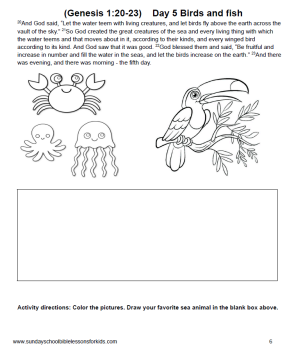 (Genesis 1:20-23)    Day 5 Birds and fish
²⁰And God said, "Let the water teem with living creatures, and let birds fly above the earth across the
vault of the sky." ²¹So God created the great creatures of the sea and every living thing with which
the water teems and that moves about in it, according to their kinds, and every winged bird
according to its kind. And God saw that it was good. ²²God blessed them and said, "Be fruitful and
increase in number and fill the water in the seas, and let the birds increase on the earth." ²³And there
was evening, and there was morning - the fifth day.
Activity directions: Color the pictures. Draw your favorite sea animal in the blank box above.
www.sundayschoolbiblelessonsforkids.com    6